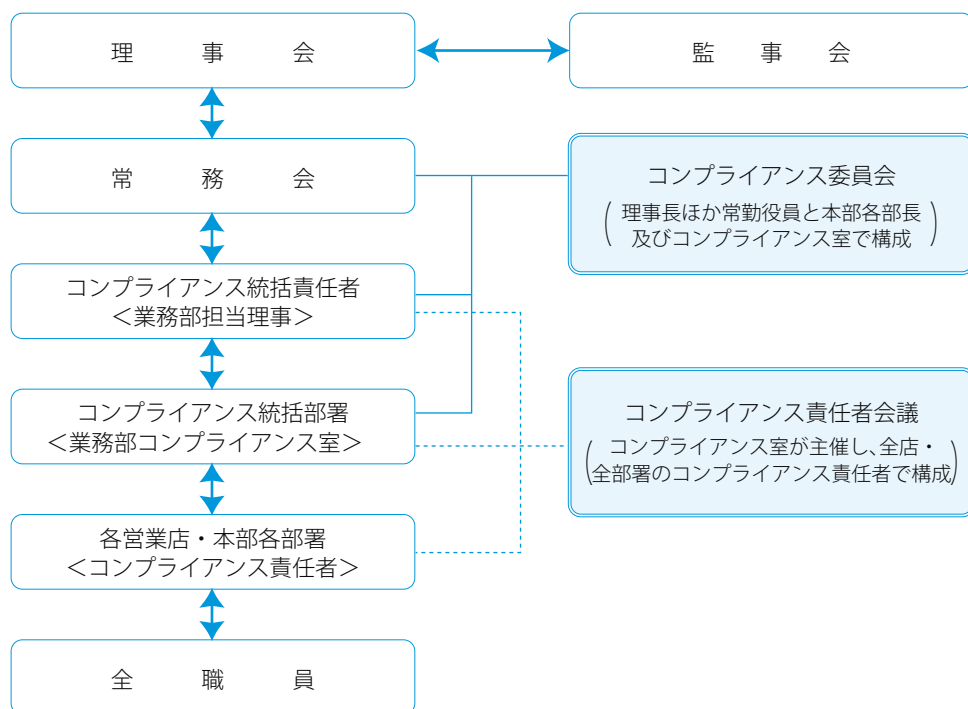 理事会
監事会
常務会
コンプライアンス委員会
(理事長ほか常勤役員と本部各部長
及びコンプライアンス室で構成)
コンプライアンス統括責任者
<業務部担当理事>
コンプライアンス統括部署
<業務部コンプライアンス室>
コンプライアンス責任者会議
(コンプライアンス室が主催し、全店・
全部署のコンプライアンス責任者で構成)
各営業店・本部各部署
<コンプライアンス責任者>
全職員